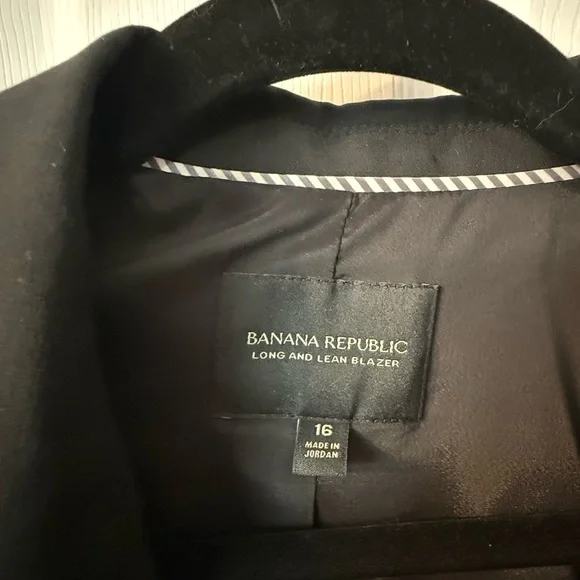 BANANA REPUBLIC
LONG AND LEAN BLAZER
16
MADE IN
JORDAN